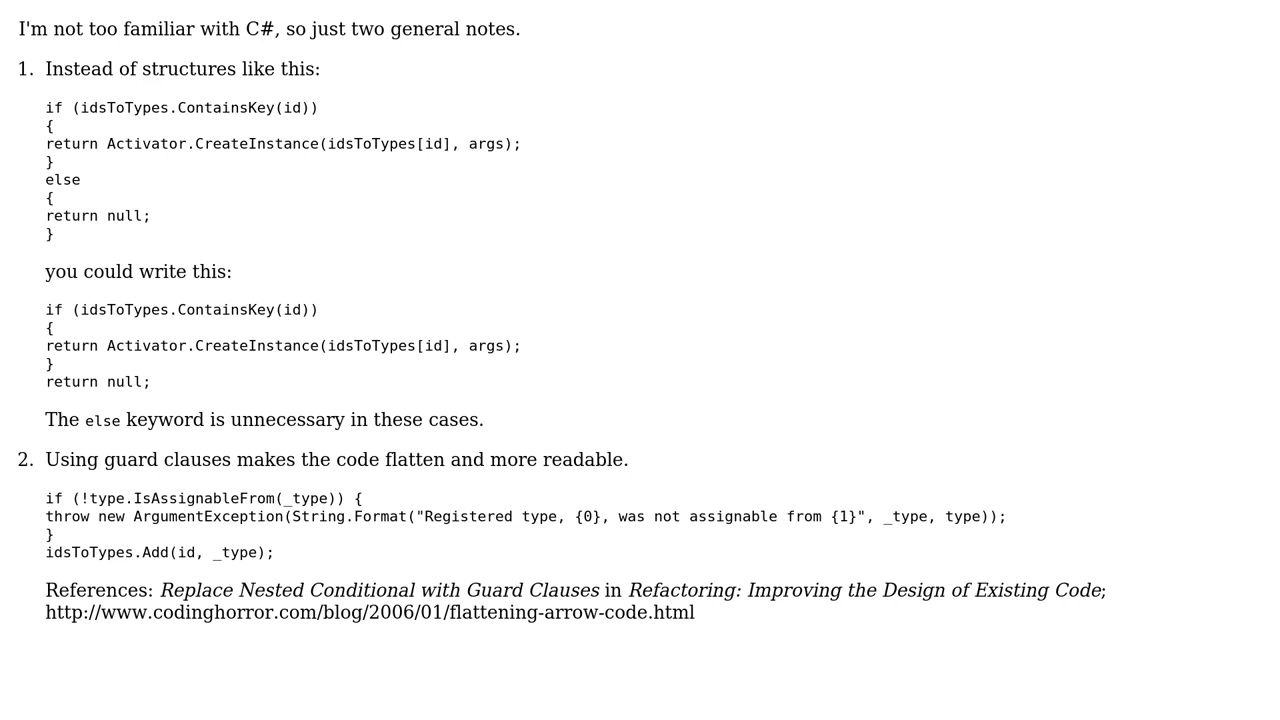 I'm not too familiar with C#, so just two general notes.
1. Instead of structures like this:
if (idsToTypes.ContainsKey(id))
{
return Activator.CreateInstance(idsToTypes[id], args);
}
else
{
return null;
}
you could write this:
if (idsToTypes.ContainsKey(id))
{
return Activator.CreateInstance(idsToTypes[id], args);
}
return null;
The else keyword is unnecessary in these cases.
2. Using guard clauses makes the code flatten and more readable.
if (!type.IsAssignableFrom(_type)) {
throw new ArgumentException(String.Format("Registered type, {0}, was not assignable from {1}", _type, type));
}
idsToTypes.Add(id, _type);
References: Replace Nested Conditional with Guard Clauses in Refactoring: Improving the Design of Existing Code;
http://www.codinghorror.com/blog/2006/01/flattening-arrow-code.html